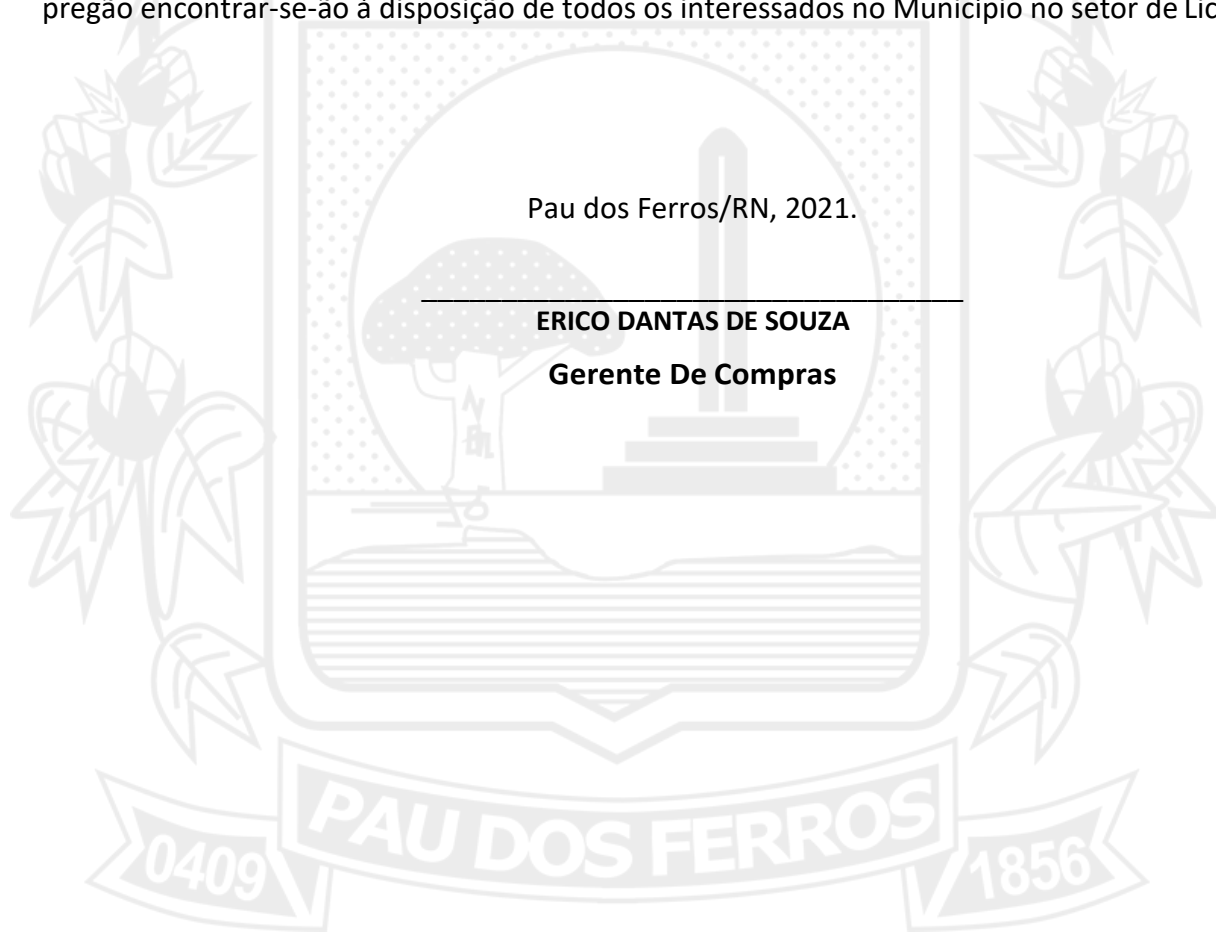 pregão encontrar-se-ão à disposição de todos os interessados no Município no setor de
Pau dos Ferros/RN, 2021.
ERICO DANTAS DE SOUZA
Gerente De Compras
PAU DOS FERROS
0409 1856